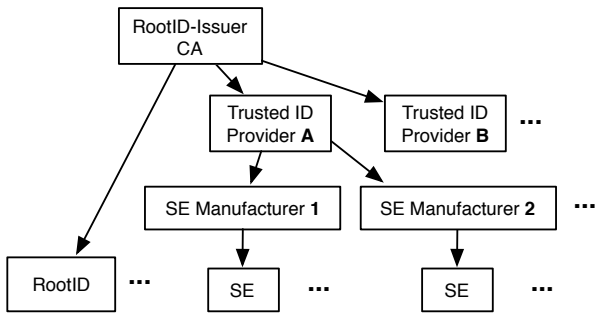 RootID-Issuer
CA
Trusted ID
Provider A
Trusted ID
Provider B
...
SE Manufacturer 1
SE Manufacturer 2
...
RootID
...
SE
...
SE
...